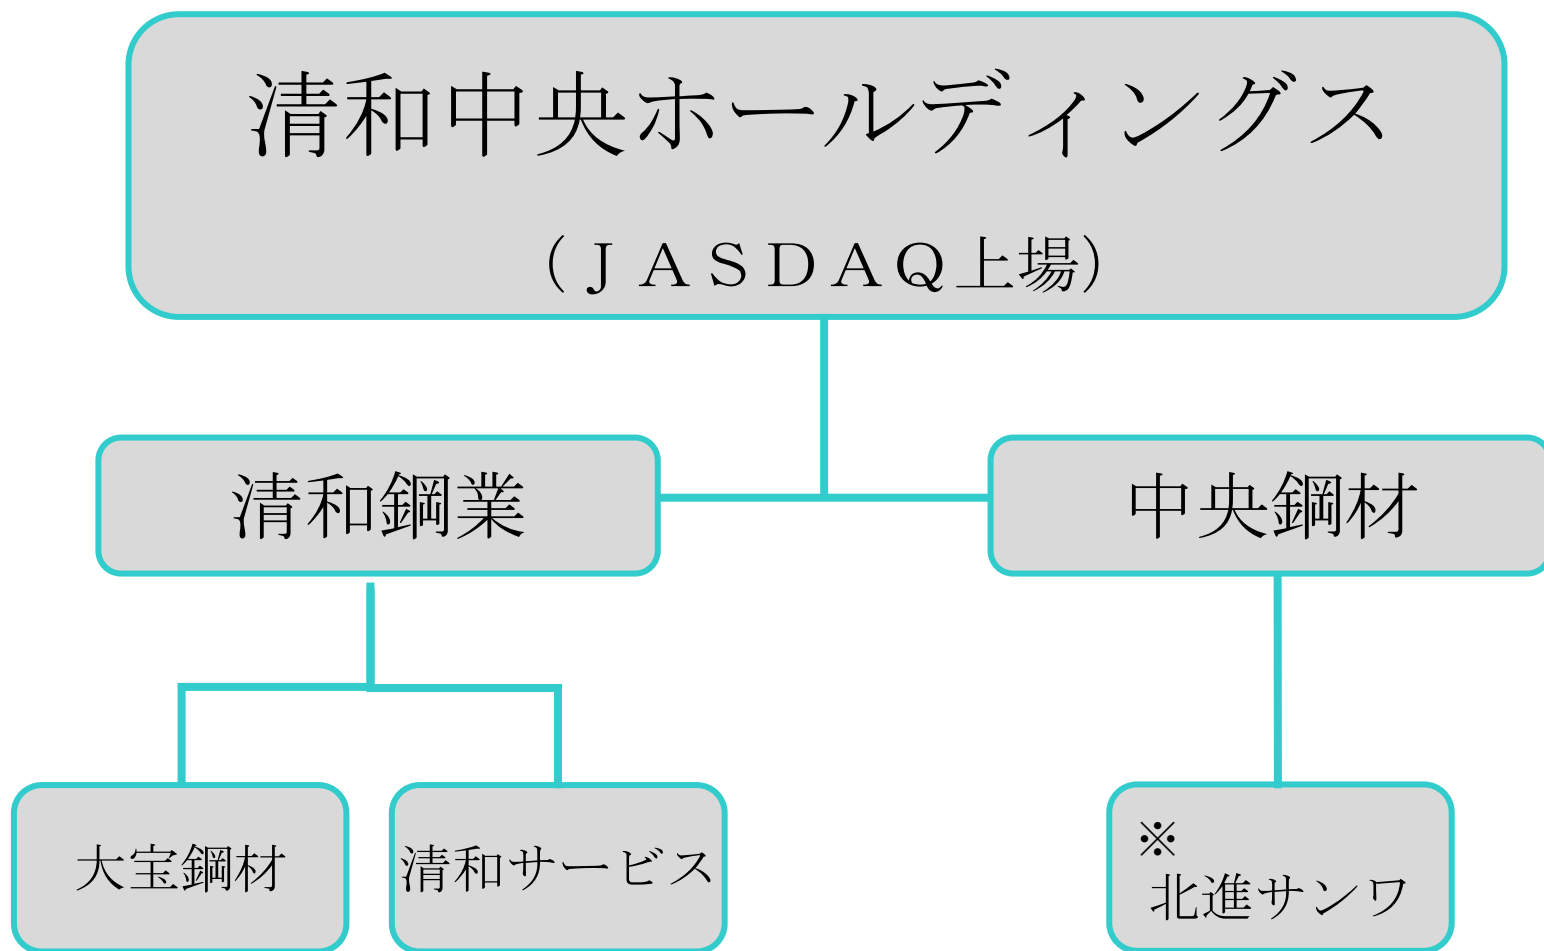 清和中央ホールディングス
（ＪＡＳＤＡＱ上場）
清和鋼業
中央鋼材
大宝鋼材
清和サービス
※
北進サンワ